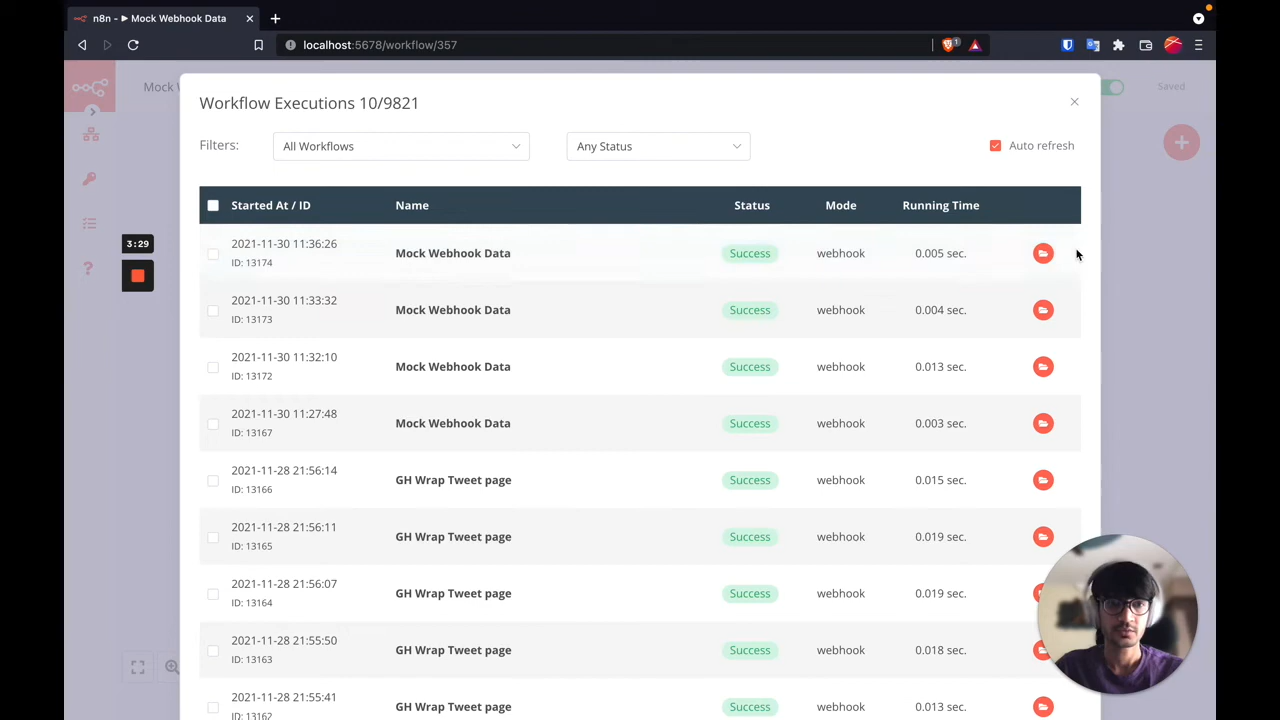 n8n - ▶ Mock Webhook Data
localhost:5678/workflow/357
1
Mock W
Saved
Workflow Executions 10/9821
Filters:
All Workflows
Any Status
Auto refresh
Started At / ID Name Status Mode Running Time
2021-11-30 11:36:26
ID: 13174
Mock Webhook Data Success webhook 0.005 sec.
3:29
2021-11-30 11:33:32
ID: 13173
Mock Webhook Data Success webhook 0.004 sec.
2021-11-30 11:32:10
ID: 13172
Mock Webhook Data Success webhook 0.013 sec.
2021-11-30 11:27:48
ID: 13167
Mock Webhook Data Success webhook 0.003 sec.
2021-11-28 21:56:14
ID: 13166
GH Wrap Tweet page Success webhook 0.015 sec.
2021-11-28 21:56:11
ID: 13165
GH Wrap Tweet page Success webhook 0.019 sec.
2021-11-28 21:56:07
ID: 13164
GH Wrap Tweet page Success webhook 0.019 sec.
2021-11-28 21:55:50
ID: 13163
GH Wrap Tweet page Success webhook 0.018 sec.
2021-11-28 21:55:41
ID: 13162
GH Wrap Tweet page Success webhook 0.013 sec.